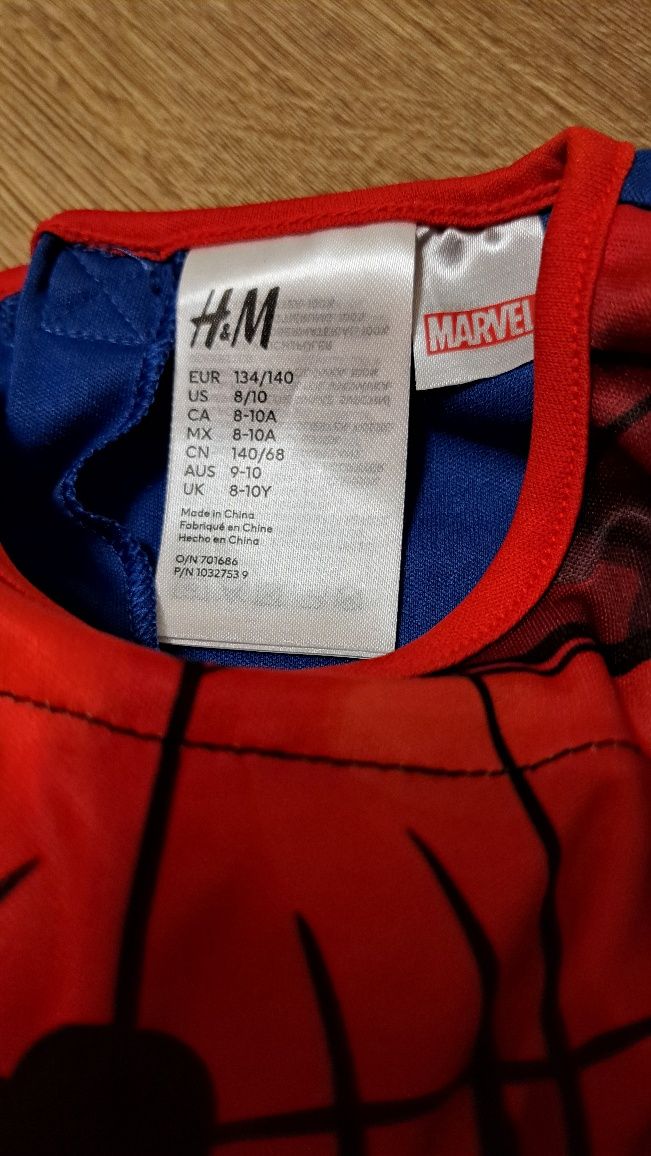 H&M
MARVEL
EUR 134/140
US 8/10
CA 8-10A
MX 8-10A
CN 140/68
AUS 9-10
UK 8-10Y
Made in China
Fabriqué en Chine
Hecho en China
O/N 701686
P/N 1032753 9